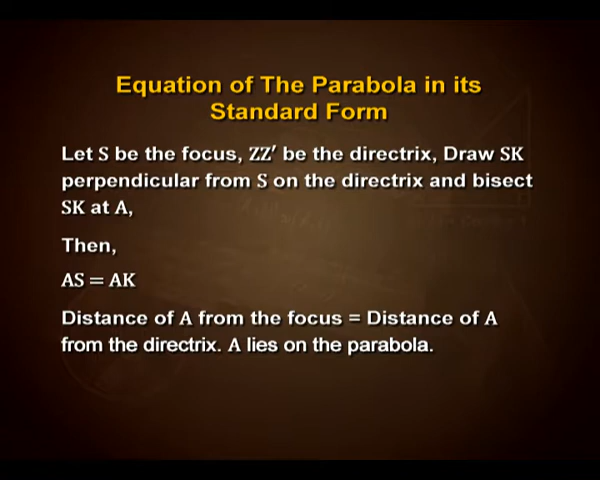 Equation of The Parabola in its
Standard Form
Let S be the focus, ZZ′ be the directrix, Draw SK
perpendicular from S on the directrix and bisect
SK at A,
Then,
AS = AK
Distance of A from the focus = Distance of A
from the directrix. A lies on the parabola.